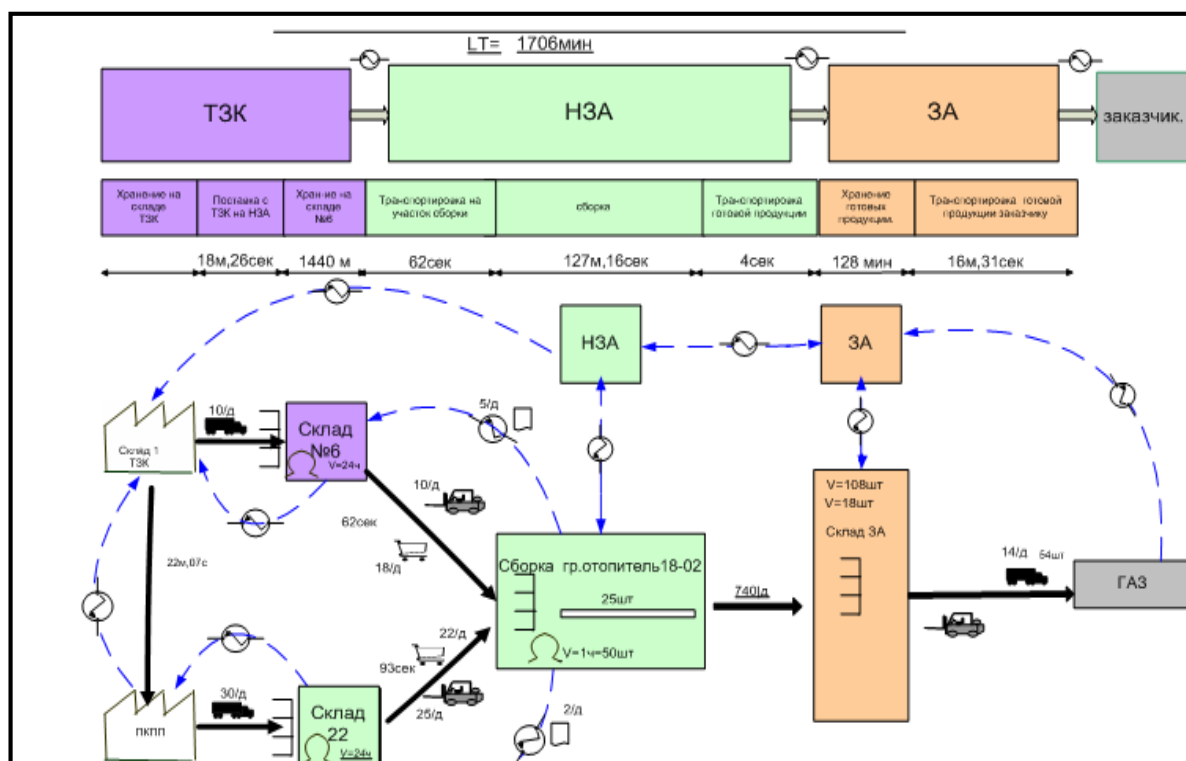 LT= 1706мин
ТЗК
НЗА
ЗА
заказчик.
Хранение на
складе
ТЗК
Поставка с
ТЗК на НЗА
Хран-ие на
складе
№6
Транспортировка на
участок сборки
сборка
Транспортировка
готовой продукции
Хранение
готовых
продукции.
Транспортировка готовой
продукции заказчику
18м,26сек
1440 м
62сек
127м,16сек
4сек
128 мин
16м,31сек
НЗА
ЗА
5/д
10/д
Склад 1
ТЗК
Склад
№6
V=24ч
10/д
62сек
18/д
V=108шт
V=18шт
Склад ЗА
22м,07с
Сборка гр.отопитель18-02
25шт
V=1ч=50шт
740|д
14/д
54шт
ГАЗ
22/д
93сек
25/д
30/д
пкпп
Склад
22
V=24ч
2/д